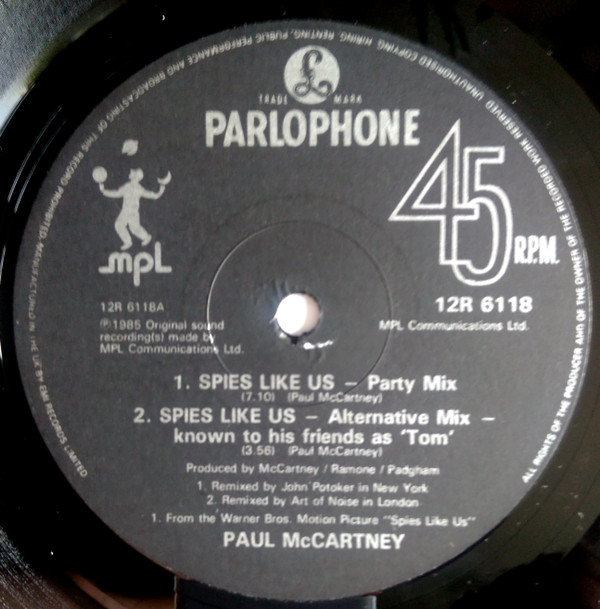 UNAUTHORISED COPYING, HIRING, RENTING, PUBLIC PERFORMANCE AND BROADCASTING OF THIS RECORD PROHIBITED. MANUFACTURED IN THE U.K. BY EMI RECORDS LIMITED
ALL RIGHTS OF THE PRODUCER AND OF THE OWNER OF THE RECORDED WORK RESERVED
£
TRADE MARK
PARLOPHONE
45 R.P.M.
mpl
12R 6118A
12R 6118
Ⓟ1985 Original sound
recording(s) made by
MPL Communications Ltd.
MPL Communications Ltd.
1. SPIES LIKE US – Party Mix
(7.10) (Paul McCartney)
2. SPIES LIKE US – Alternative Mix –
known to his friends as 'Tom'
(3.56) (Paul McCartney)
Produced by McCartney / Ramone / Padgham
1. Remixed by John Potoker in New York
2. Remixed by Art of Noise in London
1. From the Warner Bros. Motion Picture "Spies Like Us"
PAUL McCARTNEY